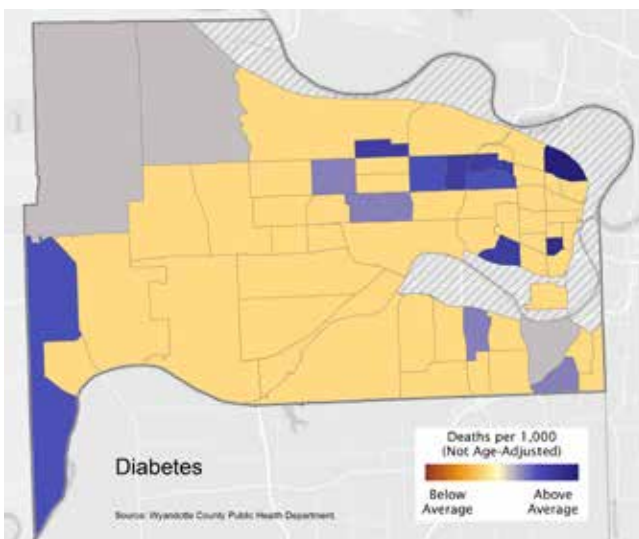 Deaths per 1,000
(Not Age-Adjusted)
Below
Average
Above
Average
Diabetes
Source: Wyandotte County Public Health Department.